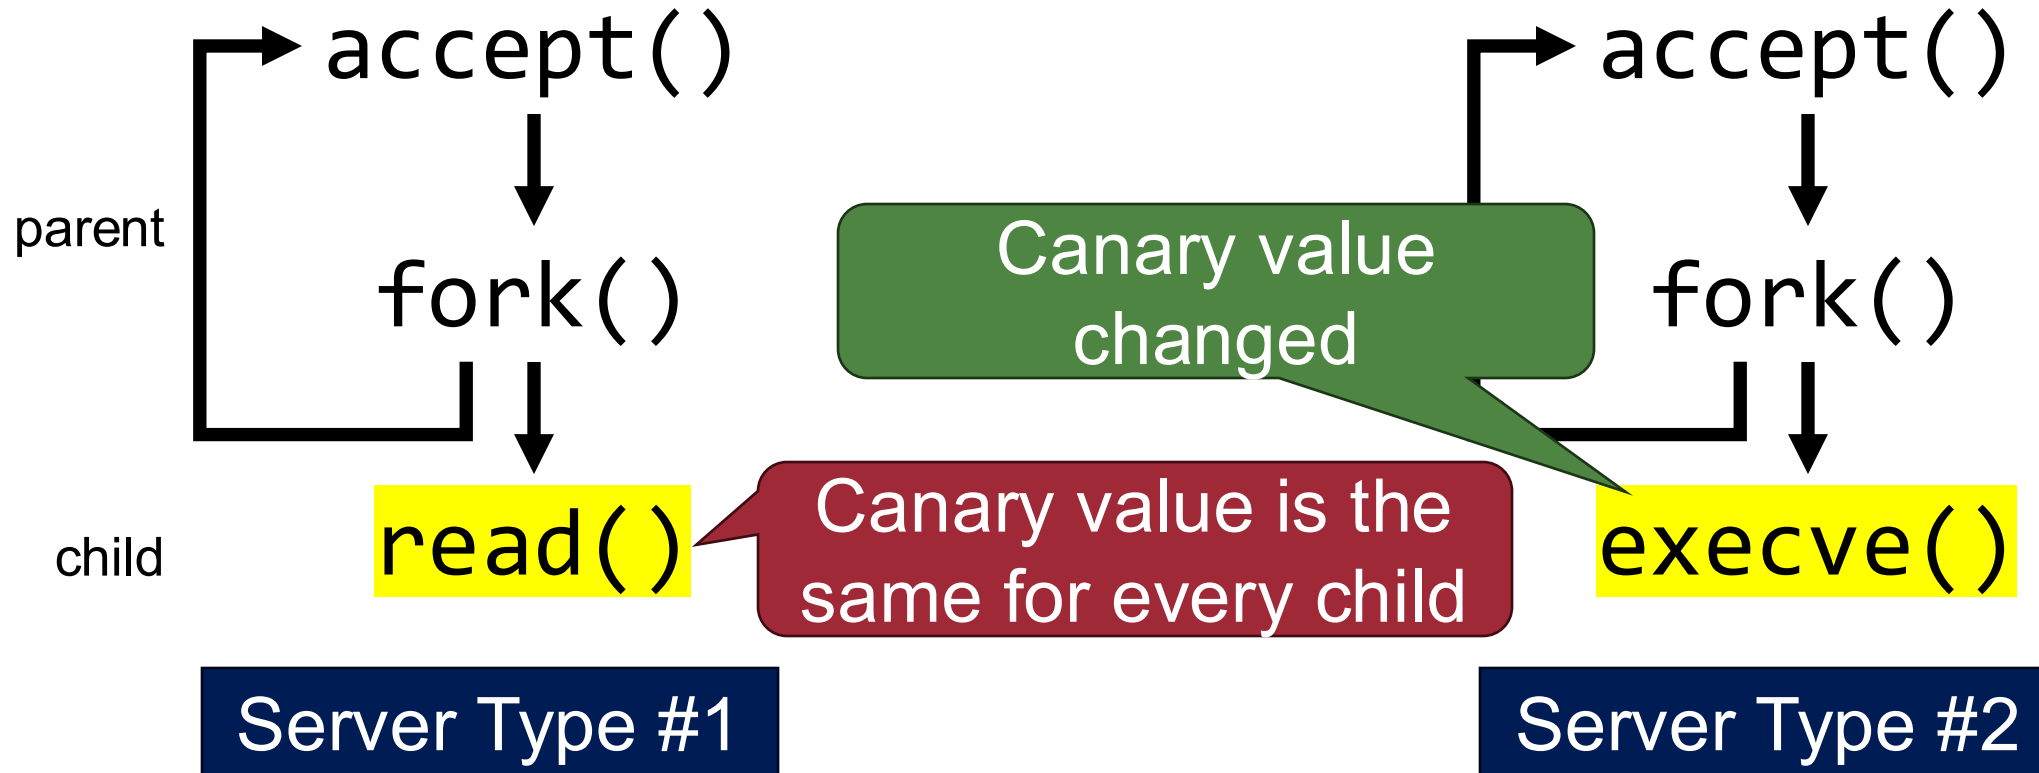 accept()
accept()
parent
fork()
Canary value
changed
fork()
child
read()
Canary value is the
same for every child
execve()
Server Type #1
Server Type #2